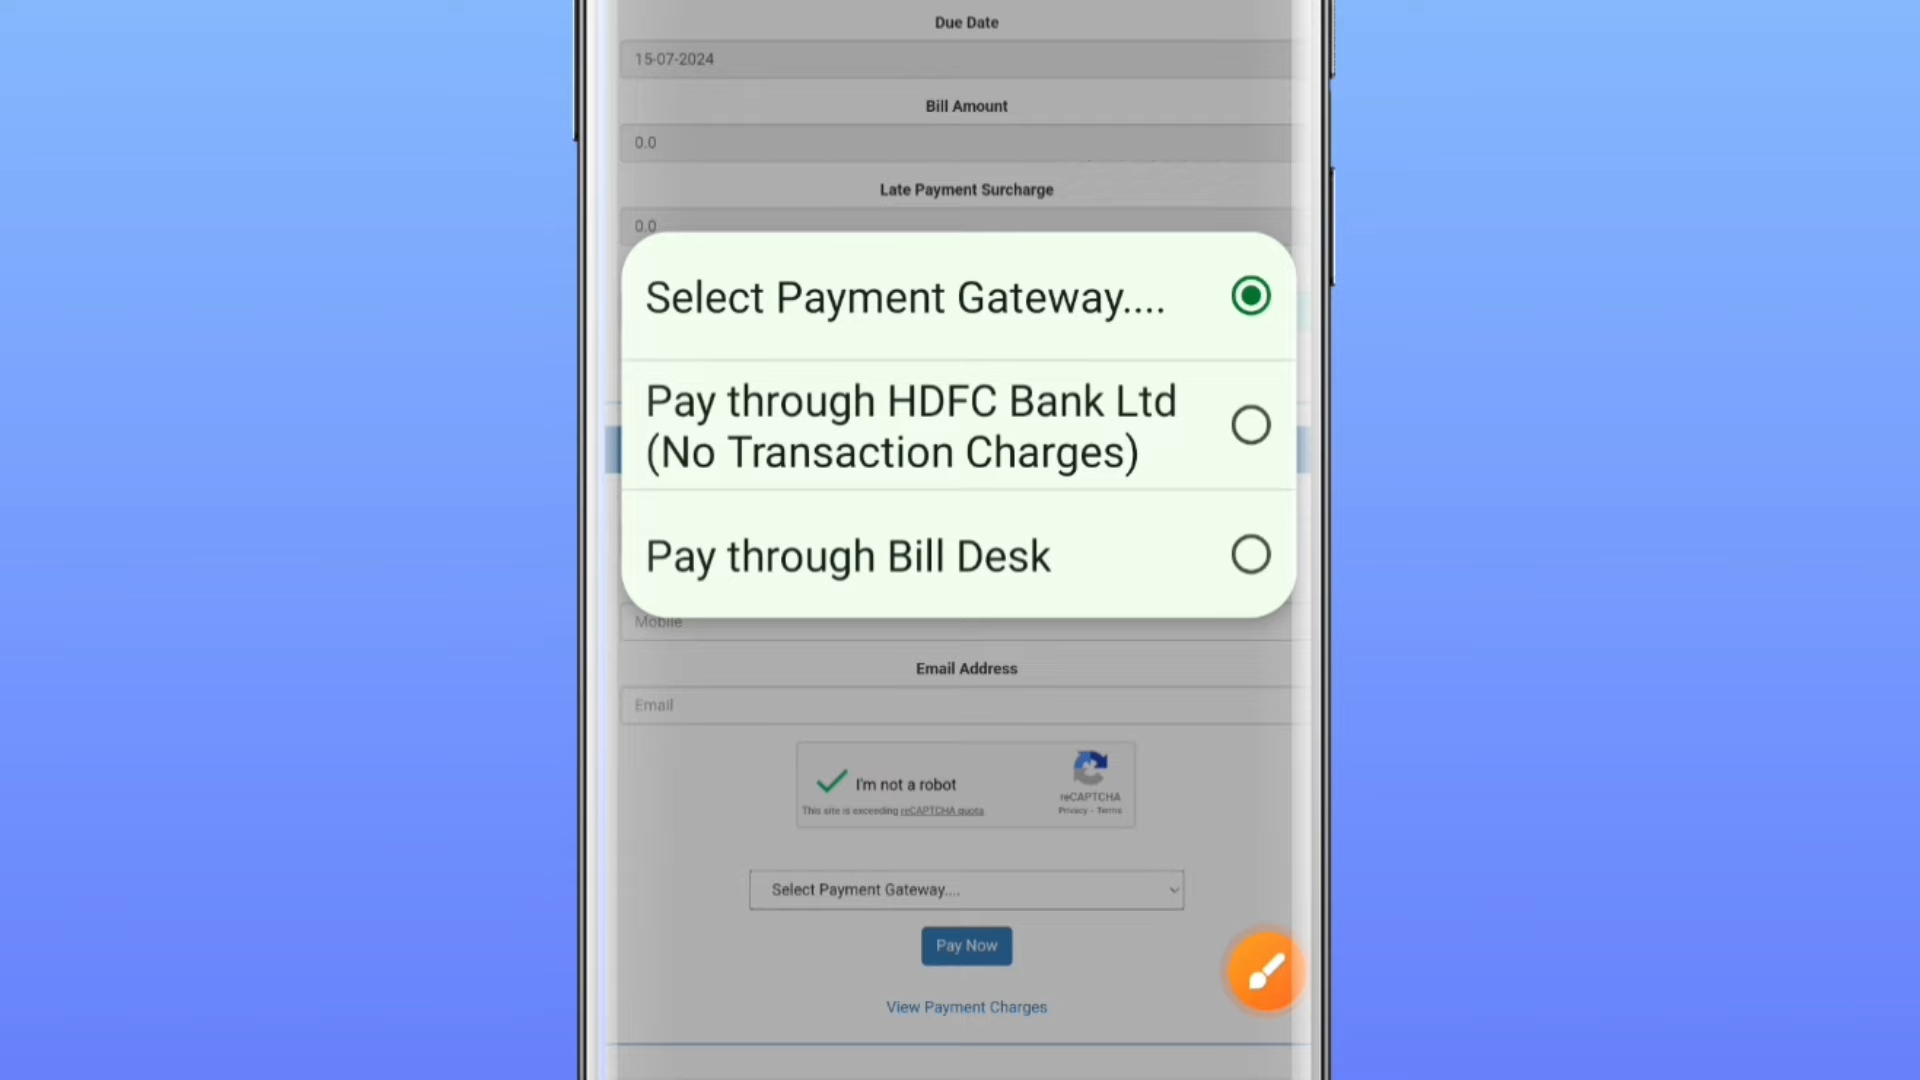 Due Date
15-07-2024
Bill Amount
0.0
Late Payment Surcharge
0.0
Select Payment Gateway....
Pay through HDFC Bank Ltd
(No Transaction Charges)
Pay through Bill Desk
Mobile
Email Address
Email
I'm not a robot
This site is exceeding reCAPTCHA quota
reCAPTCHA
Privacy - Terms
Select Payment Gateway....
Pay Now
View Payment Charges